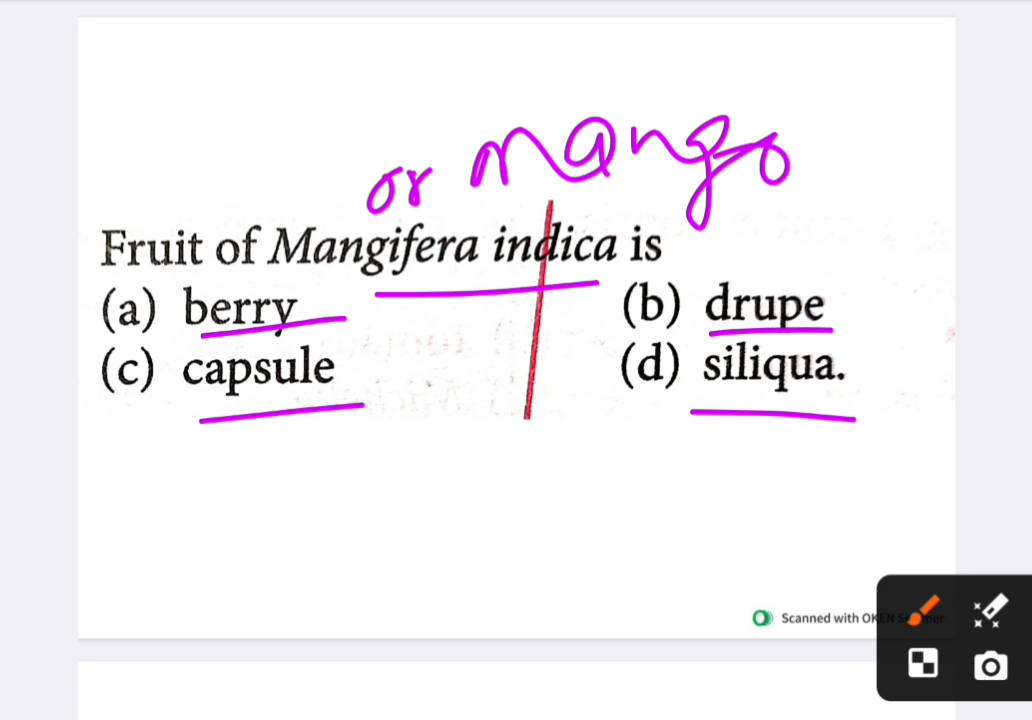 or mango
Fruit of Mangifera indica is
(a) berry (b) drupe
(c) capsule (d) siliqua.
Scanned with OKEN Scanner